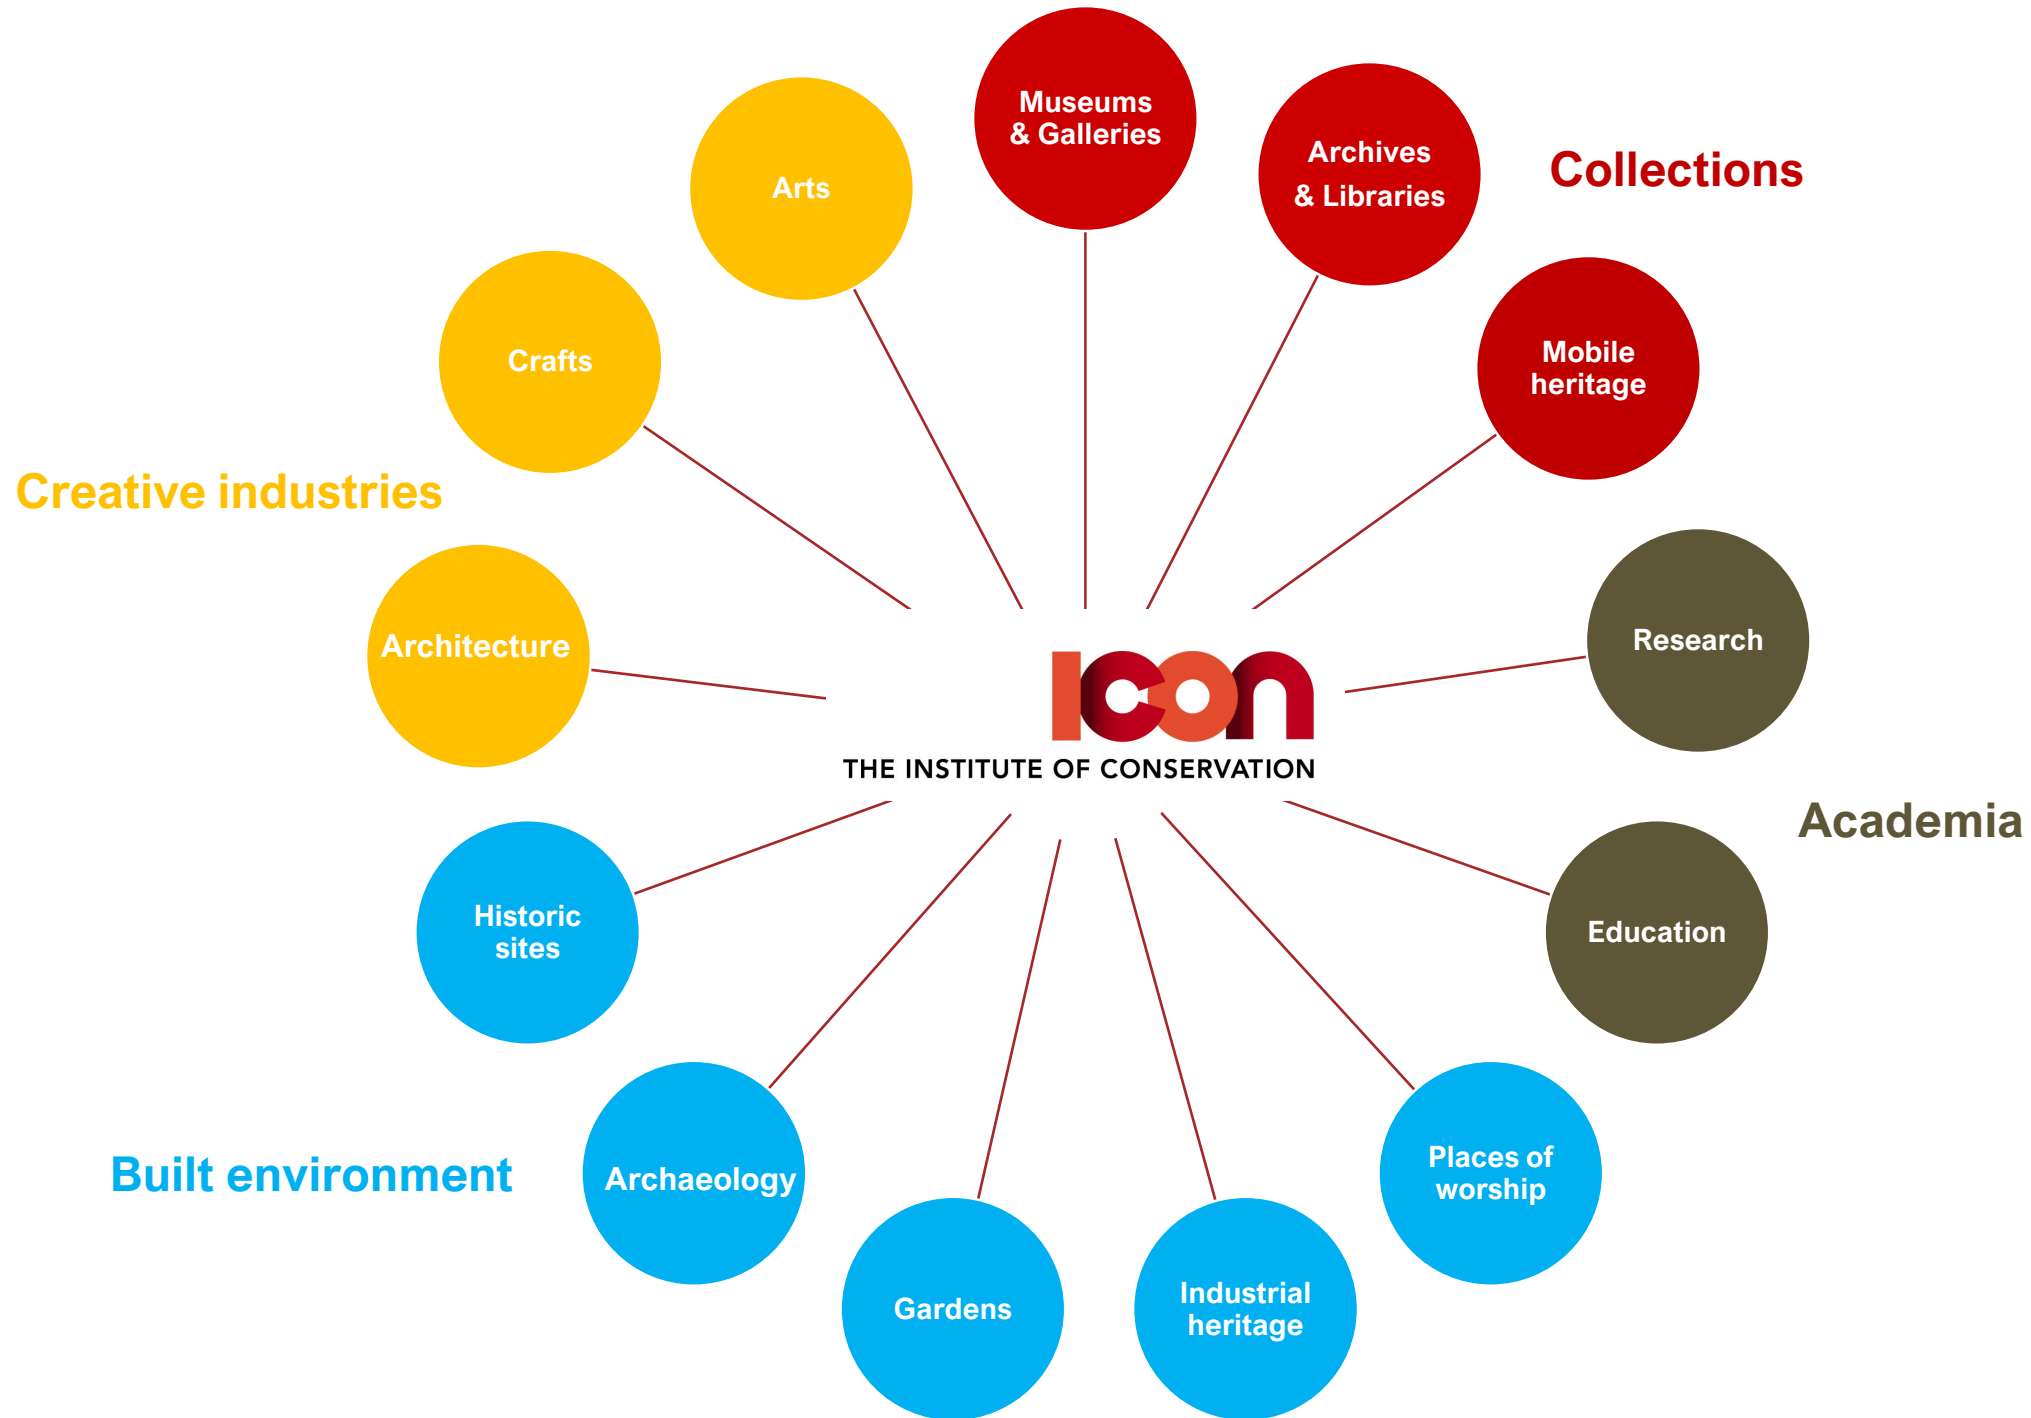 Museums
& Galleries
Archives
& Libraries
Collections
Arts
Mobile
heritage
Crafts
Creative industries
Research
Architecture
icon
THE INSTITUTE OF CONSERVATION
Academia
Historic
sites
Education
Built environment
Archaeology
Places of
worship
Gardens
Industrial
heritage